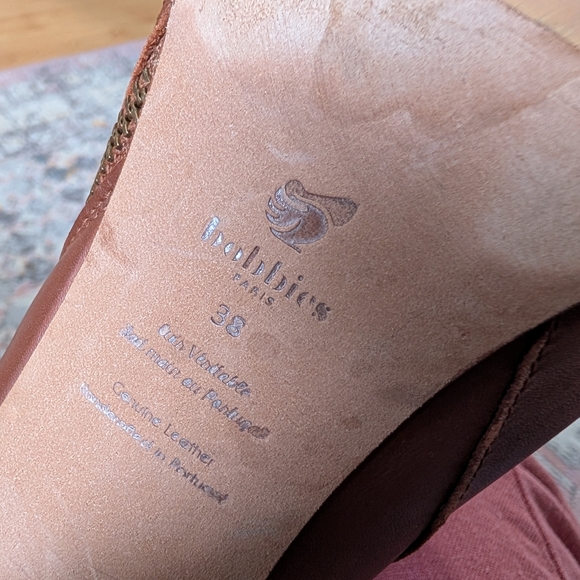 bobbies
PARIS
38
Cuir Véritable
Fait main au Portugal
Genuine Leather
Handcrafted in Portugal